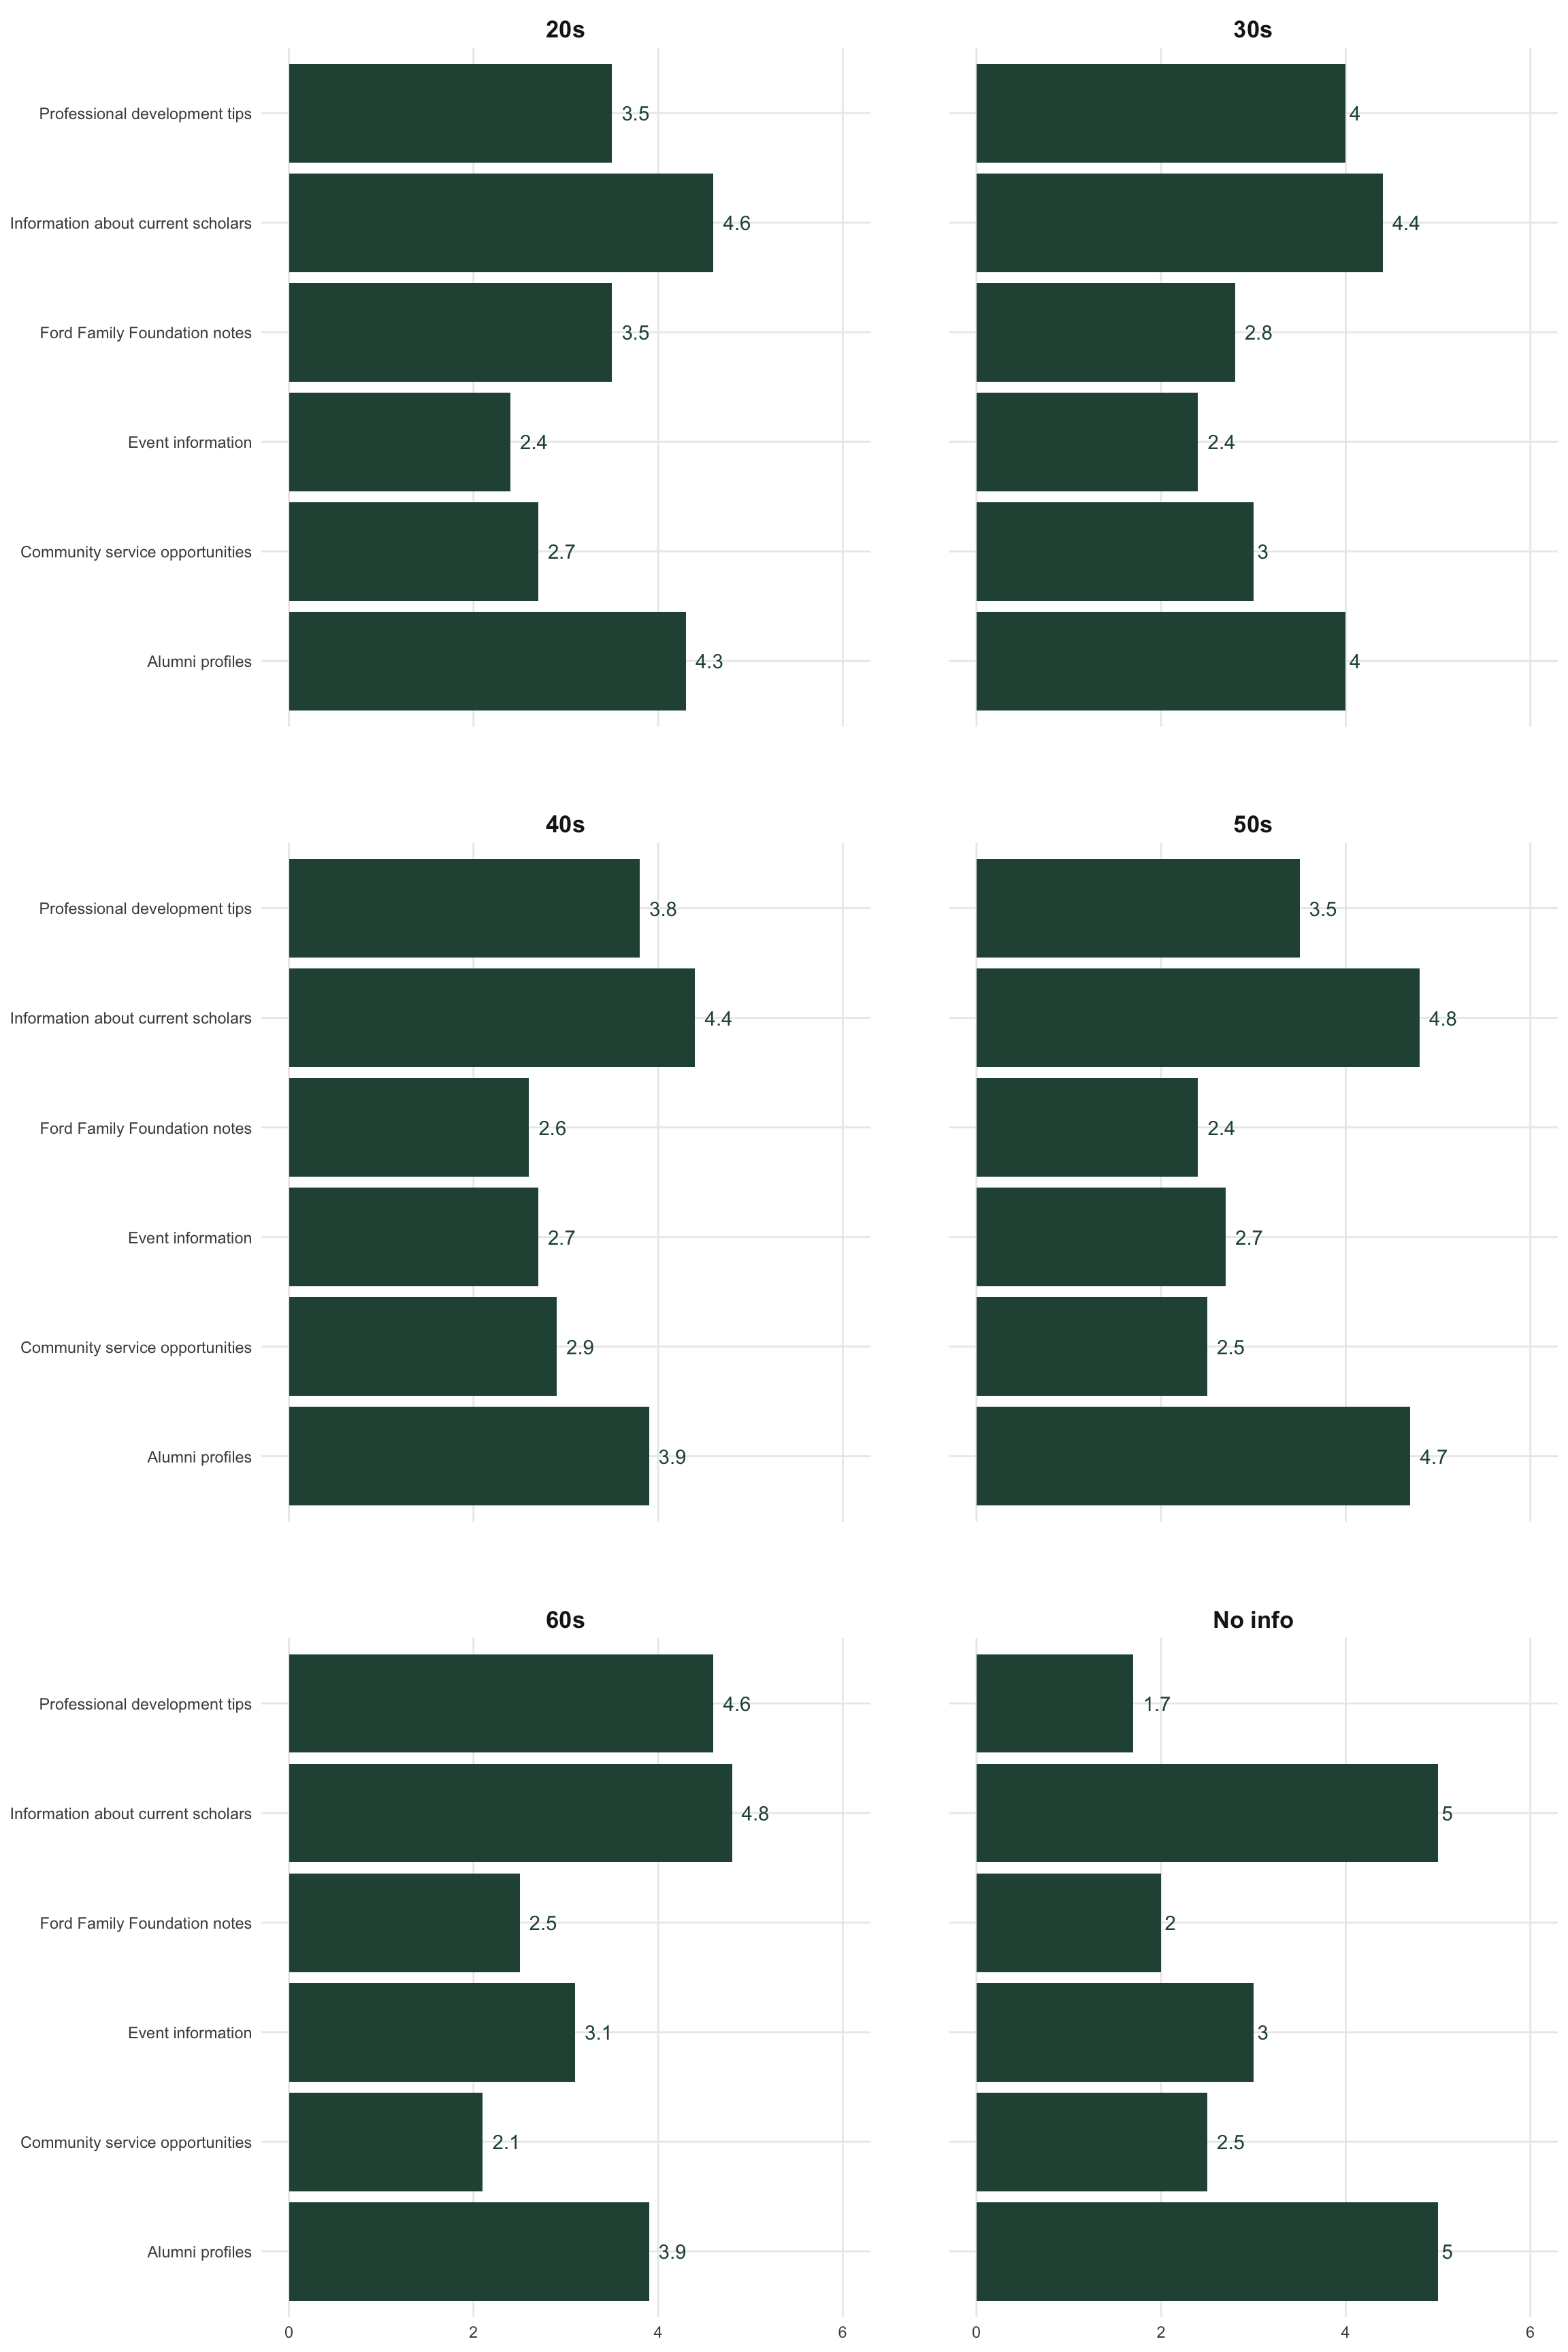 20s
Professional development tips
3.5
Information about current scholars
4.6
Ford Family Foundation notes
3.5
Event information
2.4
Community service opportunities
2.7
Alumni profiles
4.3
30s
4
4.4
2.8
2.4
3
4
40s
Professional development tips
3.8
Information about current scholars
4.4
Ford Family Foundation notes
2.6
Event information
2.7
Community service opportunities
2.9
Alumni profiles
3.9
50s
3.5
4.8
2.4
2.7
2.5
4.7
60s
Professional development tips
4.6
Information about current scholars
4.8
Ford Family Foundation notes
2.5
Event information
3.1
Community service opportunities
2.1
Alumni profiles
3.9
0 2 4 6
No info
1.7
5
2
3
2.5
5
0 2 4 6